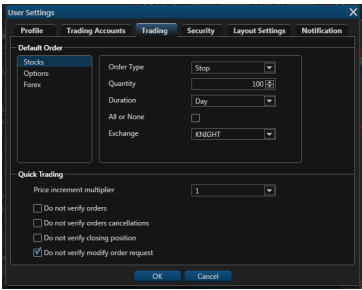 User Settings
Profile Trading Accounts Trading Security Layout Settings Notification
Default Order
Stocks
Options
Forex
Order Type Stop
Quantity 100
Duration Day
All or None
Exchange KNIGHT
Quick Trading
Price increment multiplier 1
Do not verify orders
Do not verify orders cancellations
Do not verify closing position
Do not verify modify order request
OK Cancel